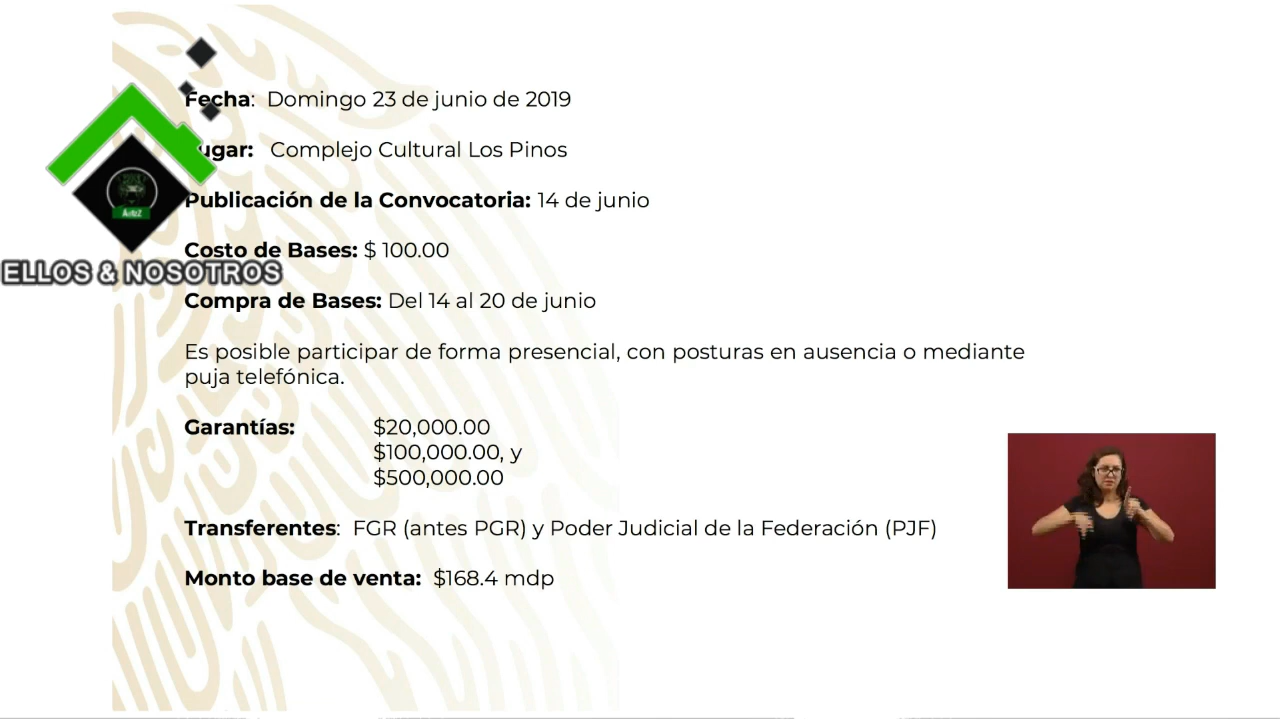 Fecha: Domingo 23 de junio de 2019
Lugar: Complejo Cultural Los Pinos
Publicación de la Convocatoria: 14 de junio
Costo de Bases: $ 100.00
ELLOS & NOSOTROS
Compra de Bases: Del 14 al 20 de junio
Es posible participar de forma presencial, con posturas en ausencia o mediante
puja telefónica.
Garantías: $20,000.00
$100,000.00, y
$500,000.00
Transferentes: FGR (antes PGR) y Poder Judicial de la Federación (PJF)
Monto base de venta: $168.4 mdp